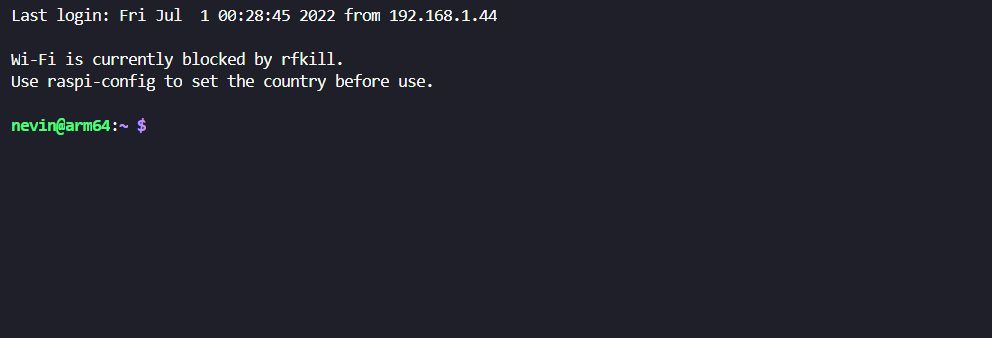 Last login: Fri Jul  1 00:28:45 2022 from 192.168.1.44
Wi-Fi is currently blocked by rfkill.
Use raspi-config to set the country before use.
nevin@arm64:~ $